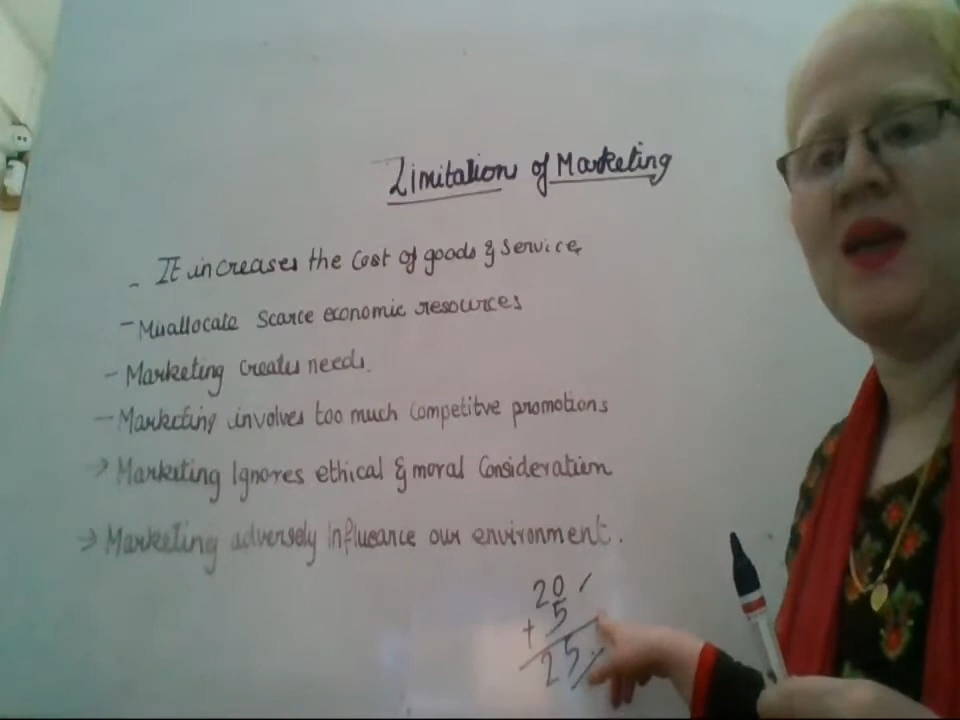 Limitation of Marketing
- It increases the cost of goods & service
- Misallocate scarce economic resources
- Marketing creates needs.
- Marketing involves too much Competitve promotions
→ Marketing Ignores ethical & moral Consideration
→ Marketing adversely Influeance our environment.
20 /-
+ 5
25/-